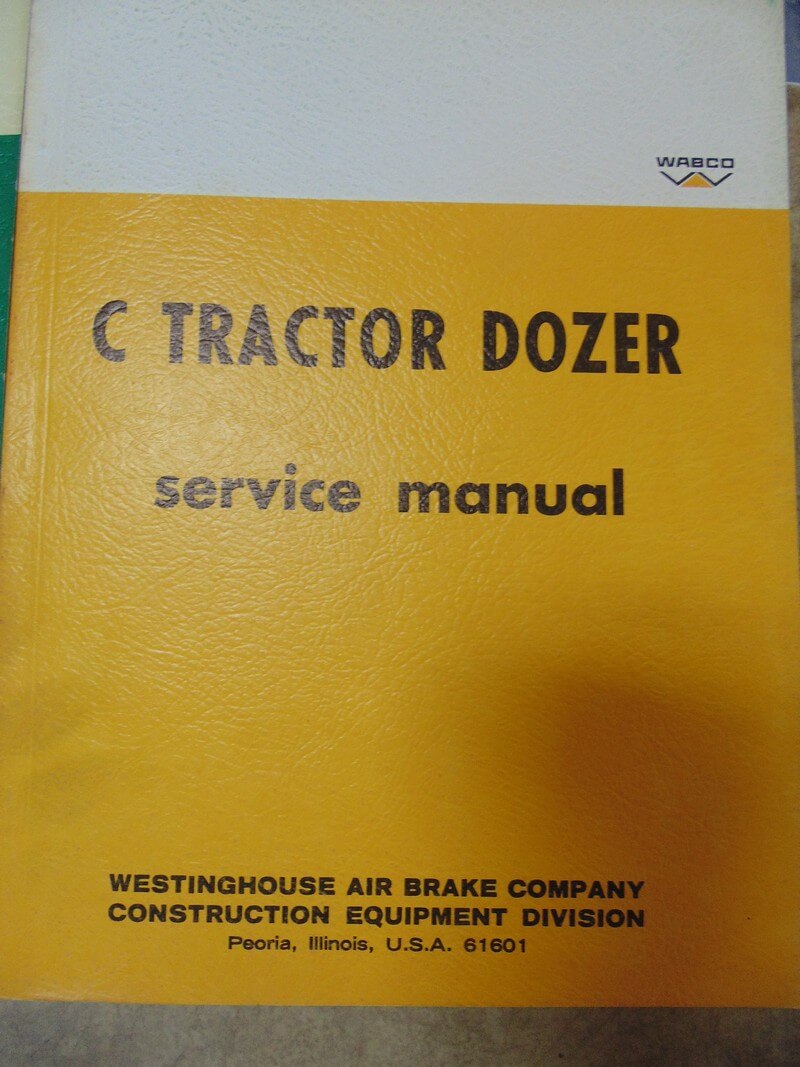 WABCO
C TRACTOR DOZER
service manual
WESTINGHOUSE AIR BRAKE COMPANY
CONSTRUCTION EQUIPMENT DIVISION
Peoria, Illinois, U.S.A. 61601